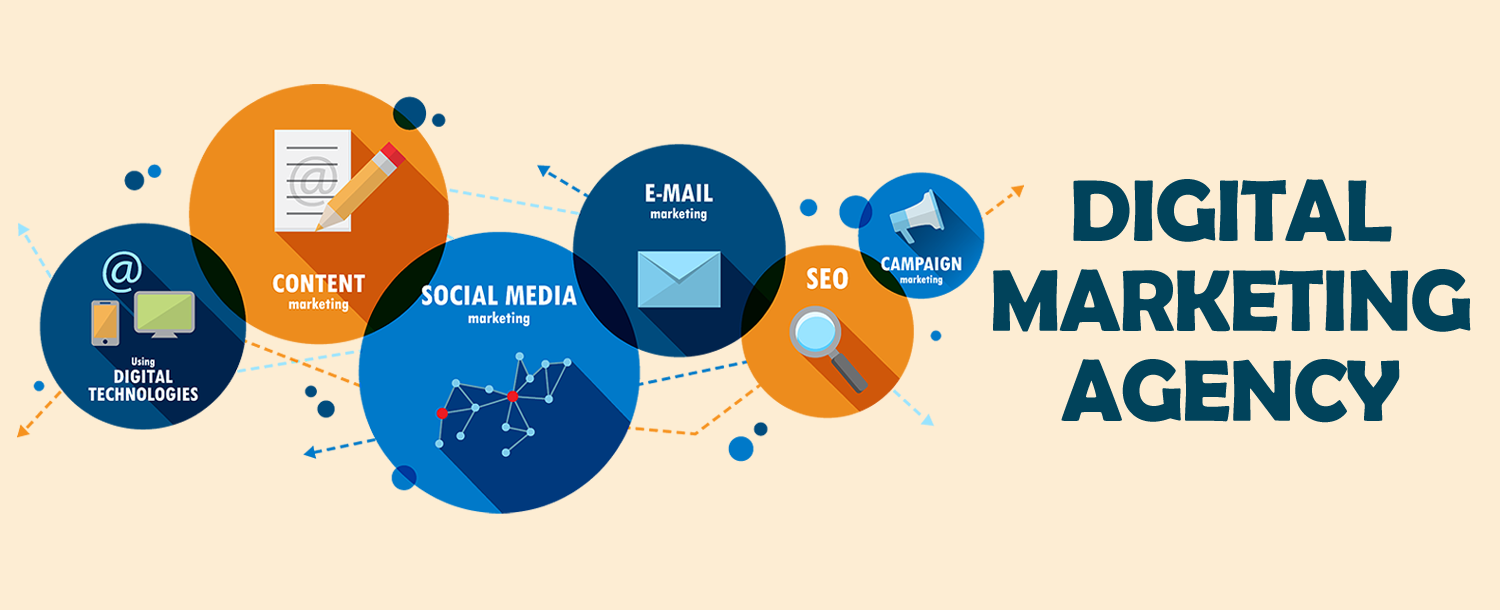 @
Using
DIGITAL
TECHNOLOGIES
@
CONTENT
marketing
SOCIAL MEDIA
marketing
E-MAIL
marketing
SEO
CAMPAIGN
marketing
DIGITAL
MARKETING
AGENCY